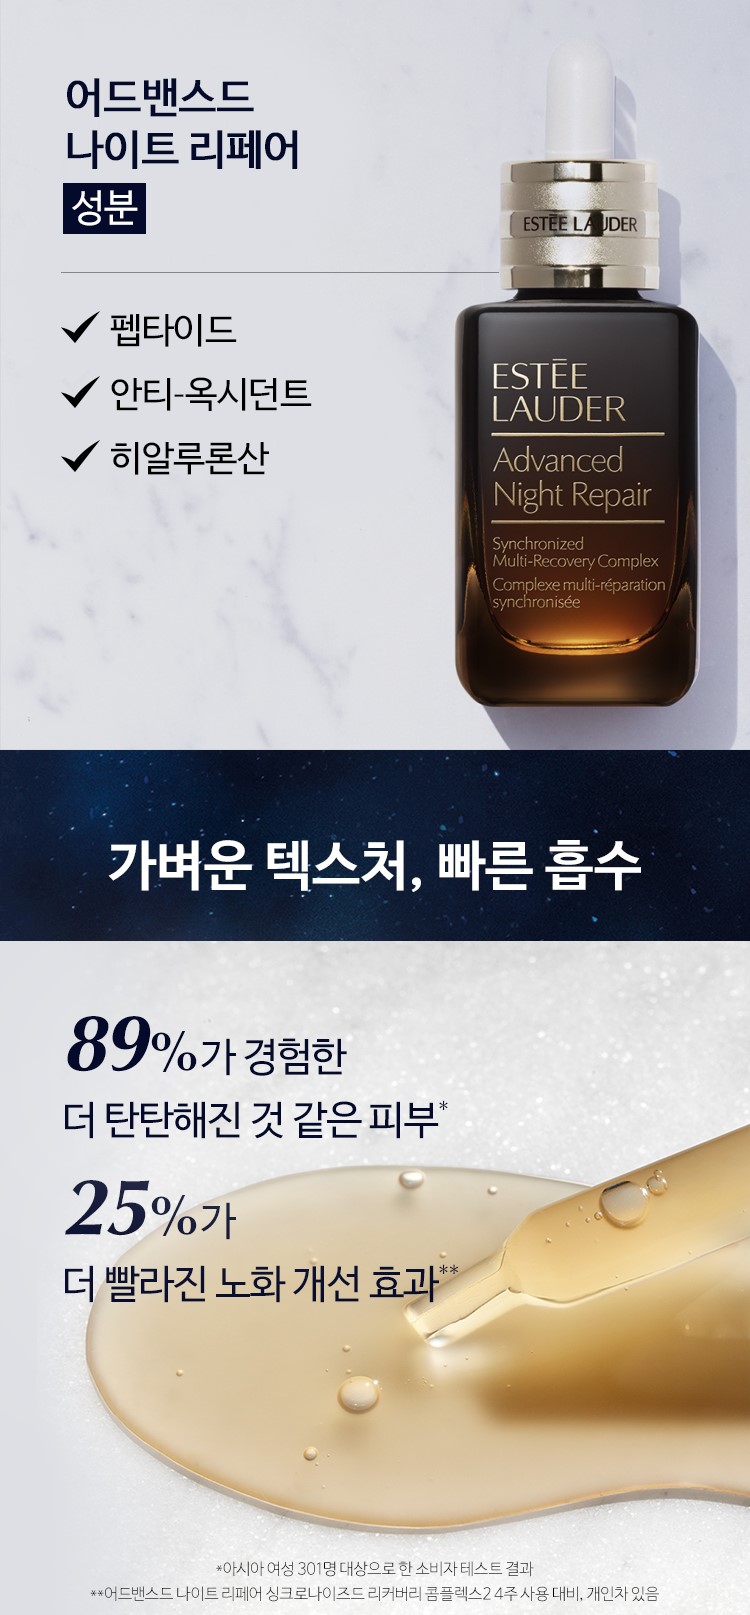 어드밴스드
나이트 리페어
성분
펩타이드
안티-옥시던트
히알루론산
ESTĒE LAUDER
ESTĒE
LAUDER
Advanced
Night Repair
Synchronized
Multi-Recovery Complex
Complexe multi-réparation
synchronisée
가벼운 텍스처, 빠른 흡수
89%가 경험한
더 탄탄해진 것 같은 피부*
25%가
더 빨라진 노화 개선 효과**
*아시아 여성 301명 대상으로 한 소비자 테스트 결과
**어드밴스드 나이트 리페어 싱크로나이즈드 리커버리 콤플렉스2 4주 사용 대비, 개인차 있음